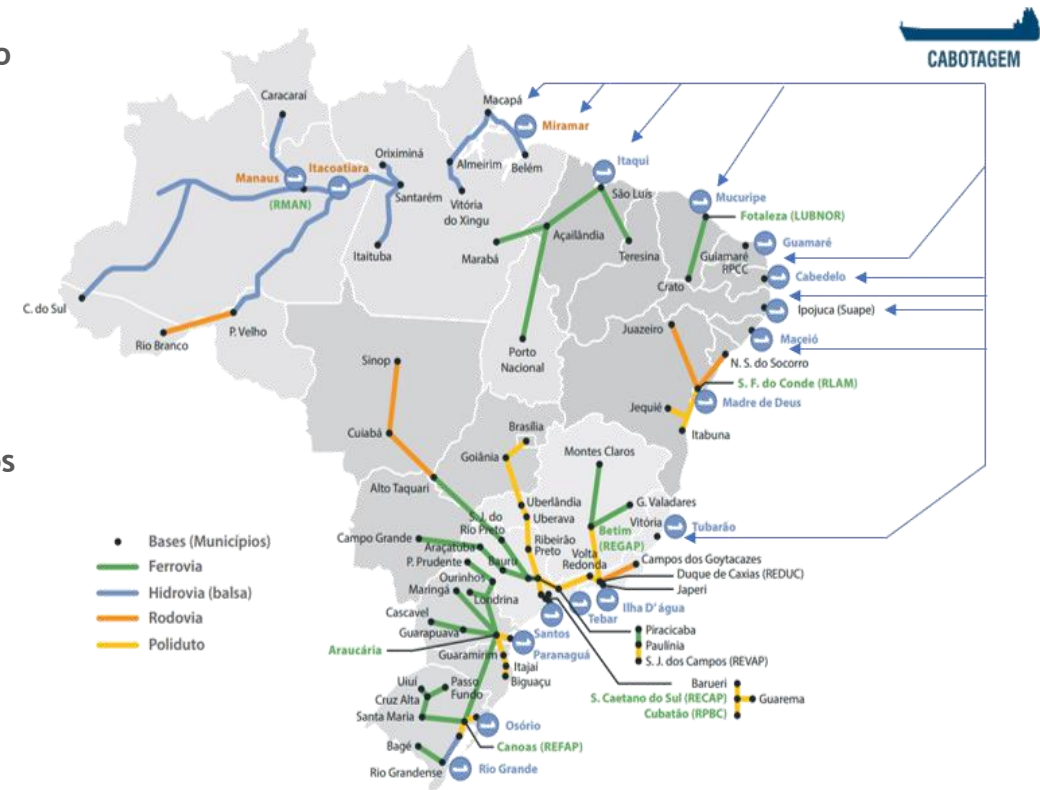 o
CABOTAGEM
Caracaraí
Macapá
Miramar
Oriximiná
Itaqui
Manaus
Itacoatiara
Almeirim
Belém
(RMAN)
Santarém
São Luís
Mucuripe
Vitória
do Xingu
Fotaleza (LUBNOR)
Açailândia
Itaituba
Marabá
Teresina
Guamaré
Guiamaré
RPCC
Cabedelo
Crato
C. do Sul
Ipojuca (Suape)
P. Velho
Juazeiro
Rio Branco
Maceió
Porto
Nacional
Sinop
N. S. do Socorro
S. F. do Conde (RLAM)
Madre de Deus
Jequié
Brasília
Cuiabá
Itabuna
Goiânia
Montes Claros
os
Alto Taquari
Uberlândia
G. Valadares
S. J. do
Rio Preto
Uberava
Vitória
Tubarão
Betim
(REGAP)
Bases (Municípios)
Campo Grande
Ribeirão
Preto
Araçatuba
Volta
Redonda
Campos dos Goytacazes
Ferrovia
P. Prudente
Bauru
Duque de Caxias (REDUC)
Ourinhos
Japeri
Hidrovia (balsa)
Maringá
Londrina
Ilha D' água
Cascavel
Tebar
Rodovia
Guarapuava
Santos
Piracicaba
Poliduto
Araucária
Paranaguá
Paulínia
Guaramirim
S. J. dos Campos (REVAP)
Itajaí
Biguaçu
Uiuí
Passo
Fundo
Barueri
Cruz Alta
S. Caetano do Sul (RECAP)
Guarema
Santa Maria
Cubatão (RPBC)
Osório
Bagé
Canoas (REFAP)
Rio Grandense
Rio Grande